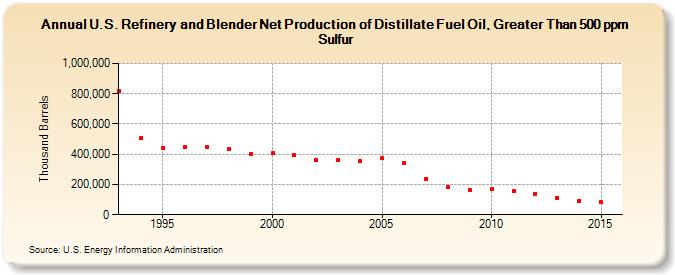 Annual U.S. Refinery and Blender Net Production of Distillate Fuel Oil, Greater Than 500 ppm
Sulfur
Thousand Barrels
1,000,000
800,000
600,000
400,000
200,000
0
1995
2000
2005
2010
2015
Source: U.S. Energy Information Administration